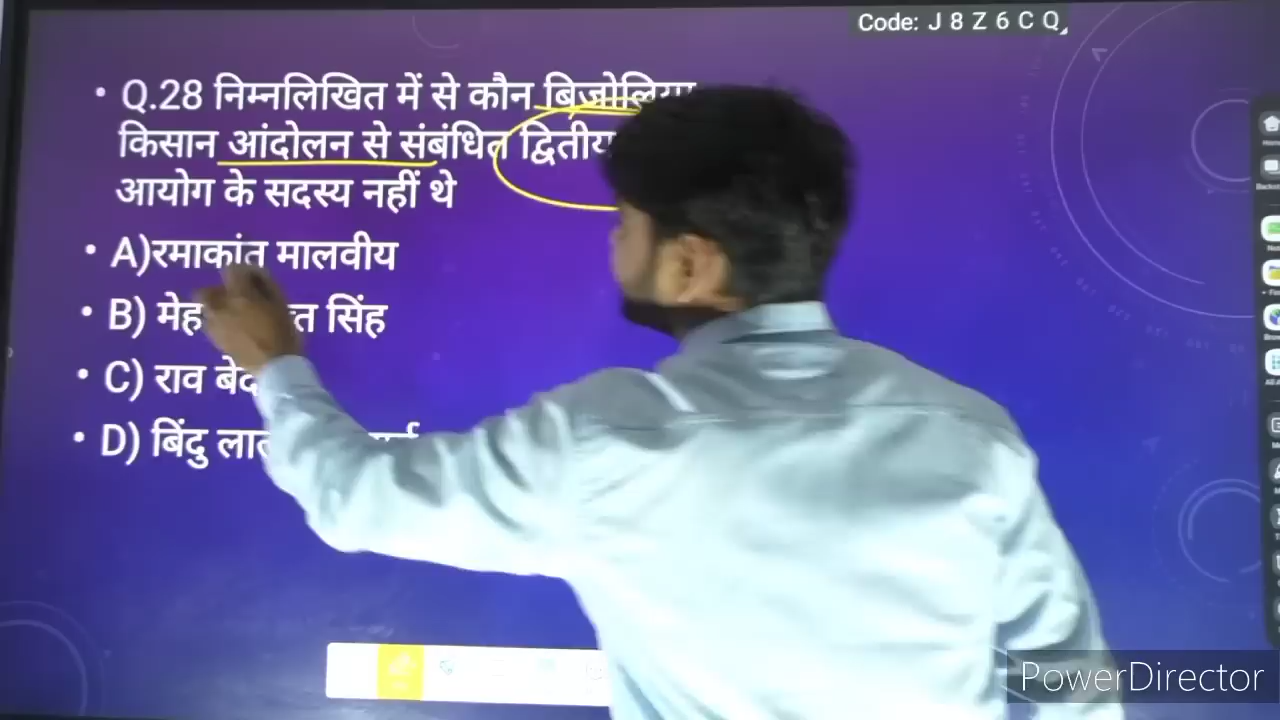 Code: J 8 Z 6 C Q
• Q.28 निम्नलिखित में से कौन बिजोलिया
किसान आंदोलन से संबंधित द्वितीय
आयोग के सदस्य नहीं थे
• A)रमाकांत मालवीय
• B) सिंह
• C) राव
• D) बिंदु
PowerDirector